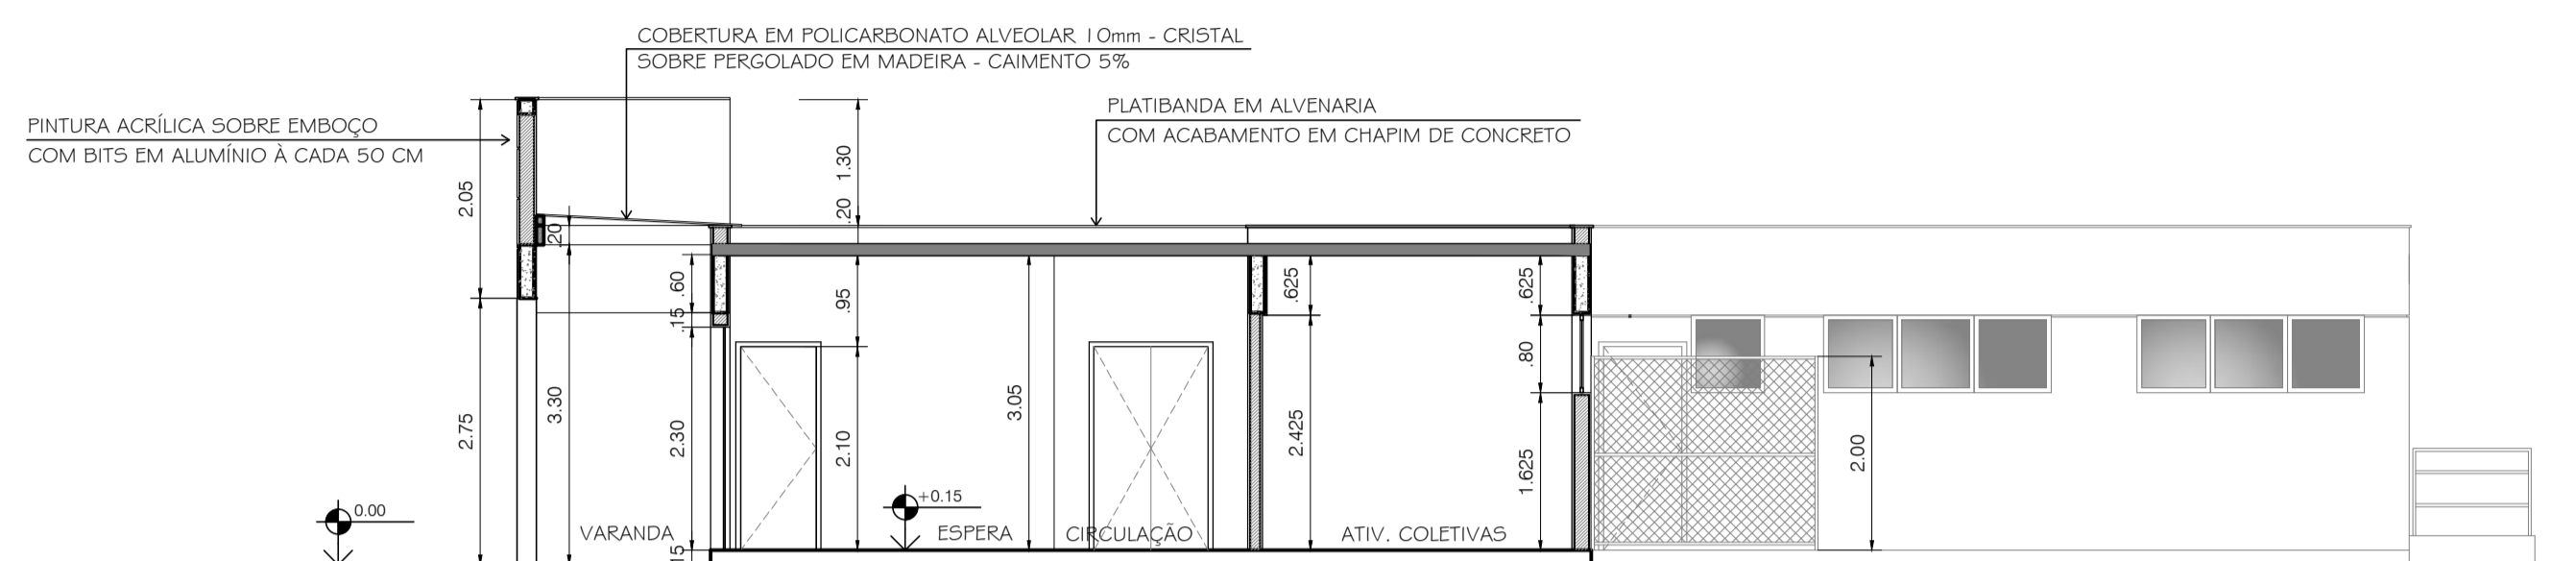 COBERTURA EM POLICARBONATO ALVEOLAR 10mm - CRISTAL
SOBRE PERGOLADO EM MADEIRA - CAIMENTO 5%
PLATIBANDA EM ALVENARIA
COM ACABAMENTO EM CHAPIM DE CONCRETO
PINTURA ACRÍLICA SOBRE EMBOÇO
COM BITS EM ALUMÍNIO À CADA 50 CM
2.05
2.75
.20
3.30
.60
.15
2.30
15
1.30
.20
.95
2.10
3.05
.625
2.425
.625
.80
1.625
2.00
0.00
+0.15
VARANDA
ESPERA
CIRCULAÇÃO
ATIV. COLETIVAS